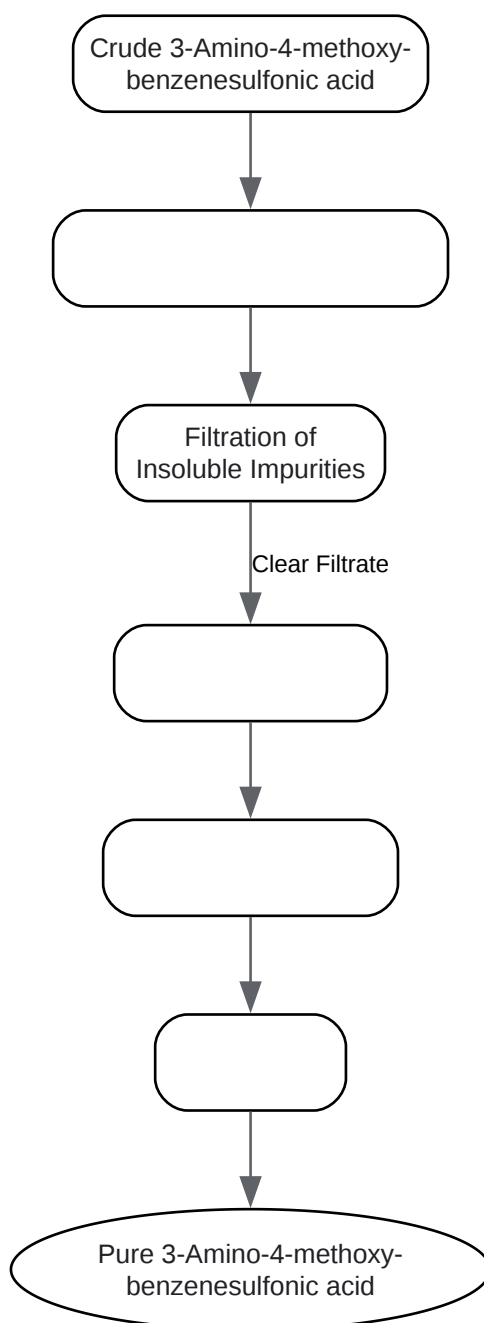 Crude 3-Amino-4-methoxy-
benzenesulfonic acid
Filtration of
Insoluble Impurities
Clear Filtrate
Pure 3-Amino-4-methoxy-
benzenesulfonic acid